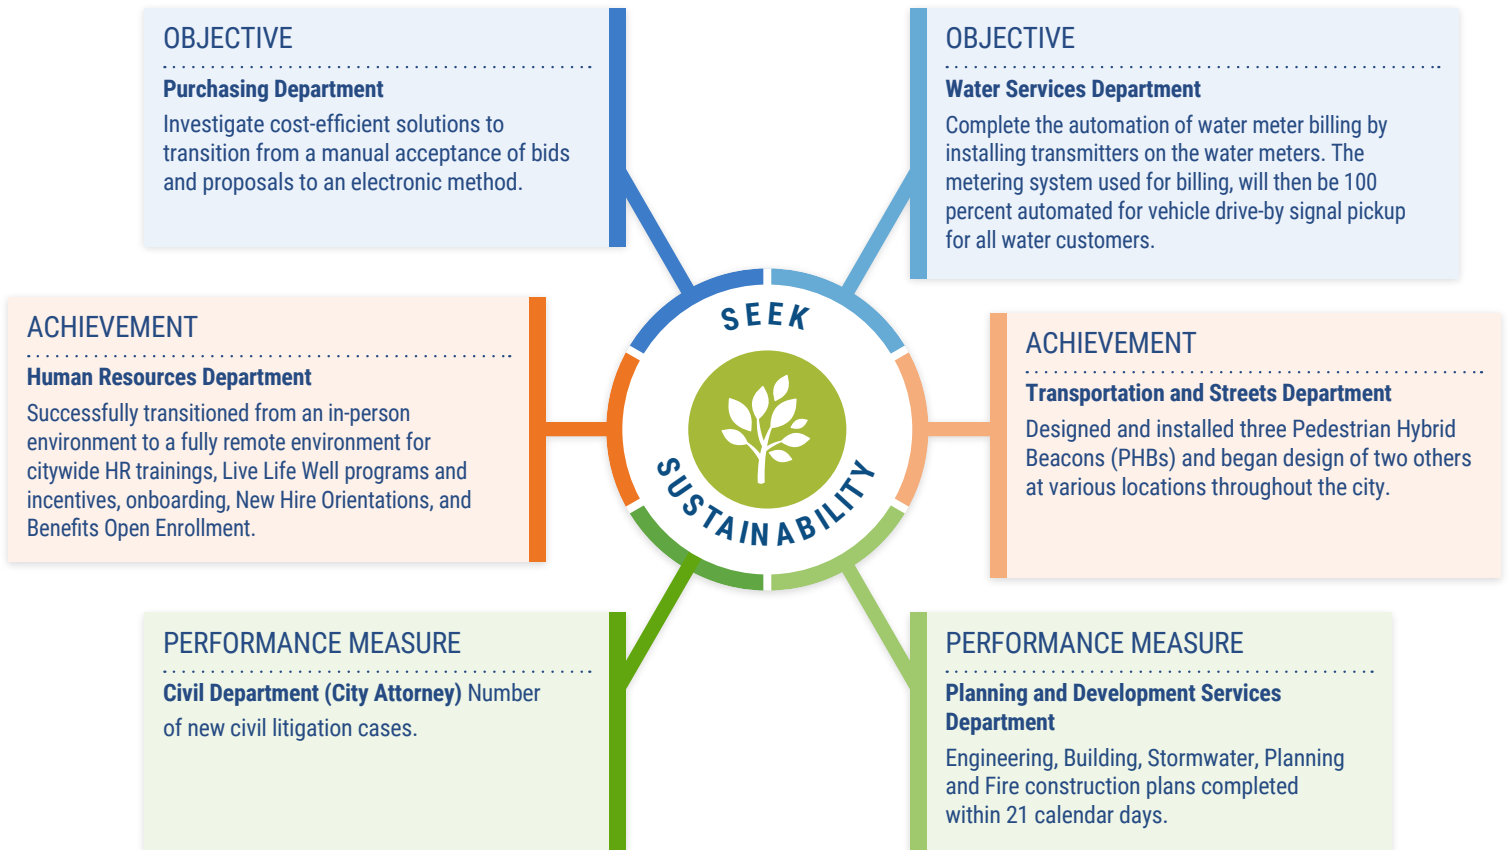 OBJECTIVE
Purchasing Department
Investigate cost-efficient solutions to
transition from a manual acceptance of bids
and proposals to an electronic method.
OBJECTIVE
Water Services Department
Complete the automation of water meter billing by
installing transmitters on the water meters. The
metering system used for billing, will then be 100
percent automated for vehicle drive-by signal pickup
for all water customers.
ACHIEVEMENT
Human Resources Department
Successfully transitioned from an in-person
environment to a fully remote environment for
citywide HR trainings, Live Life Well programs and
incentives, onboarding, New Hire Orientations, and
Benefits Open Enrollment.
SEEK
SUSTAINABILITY
ACHIEVEMENT
Transportation and Streets Department
Designed and installed three Pedestrian Hybrid
Beacons (PHBs) and began design of two others
at various locations throughout the city.
PERFORMANCE MEASURE
Civil Department (City Attorney) Number
of new civil litigation cases.
PERFORMANCE MEASURE
Planning and Development Services
Department
Engineering, Building, Stormwater, Planning
and Fire construction plans completed
within 21 calendar days.